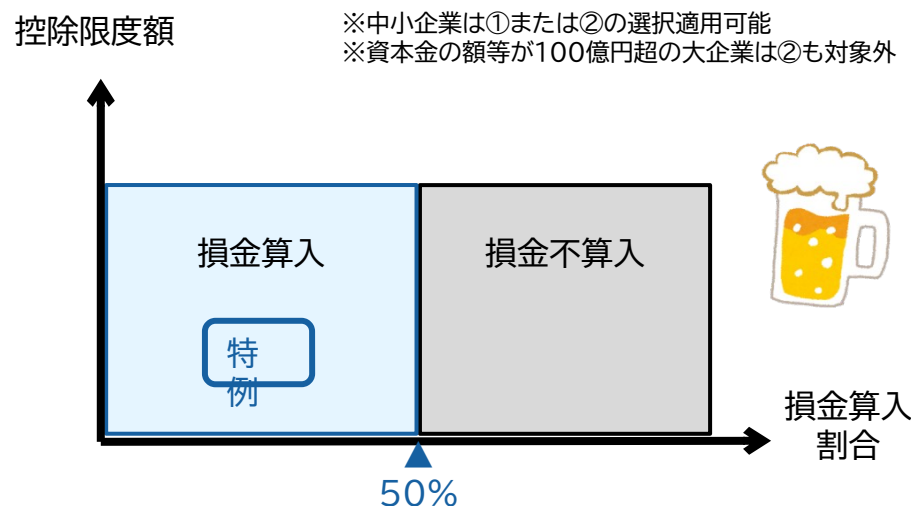 控除限度額
※中小企業は①または②の選択適用可能
※資本金の額等が100億円超の大企業は②も対象外
損金算入
損金不算入
特
例
損金算入
割合
50%